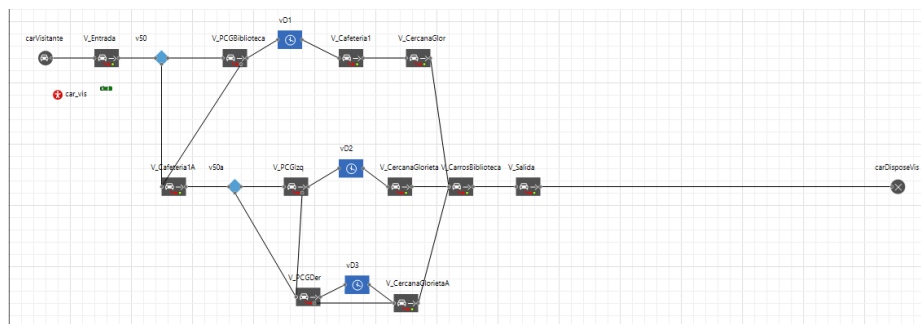 vD1
carVisitante V_Entrada v50 V_PCGBiblioteca V_Cafeteria1 V_CercanaGlor
car_vis
vD2
V_Cafeteria1A v50a V_PCGIzq V_CercanaGlorieta V_CarrosBiblioteca V_Salida carDisposeVis
vD3
V_PCGDer V_CercanaGlorietaA